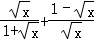 √x/(1+√x) + (1−√x)/√x